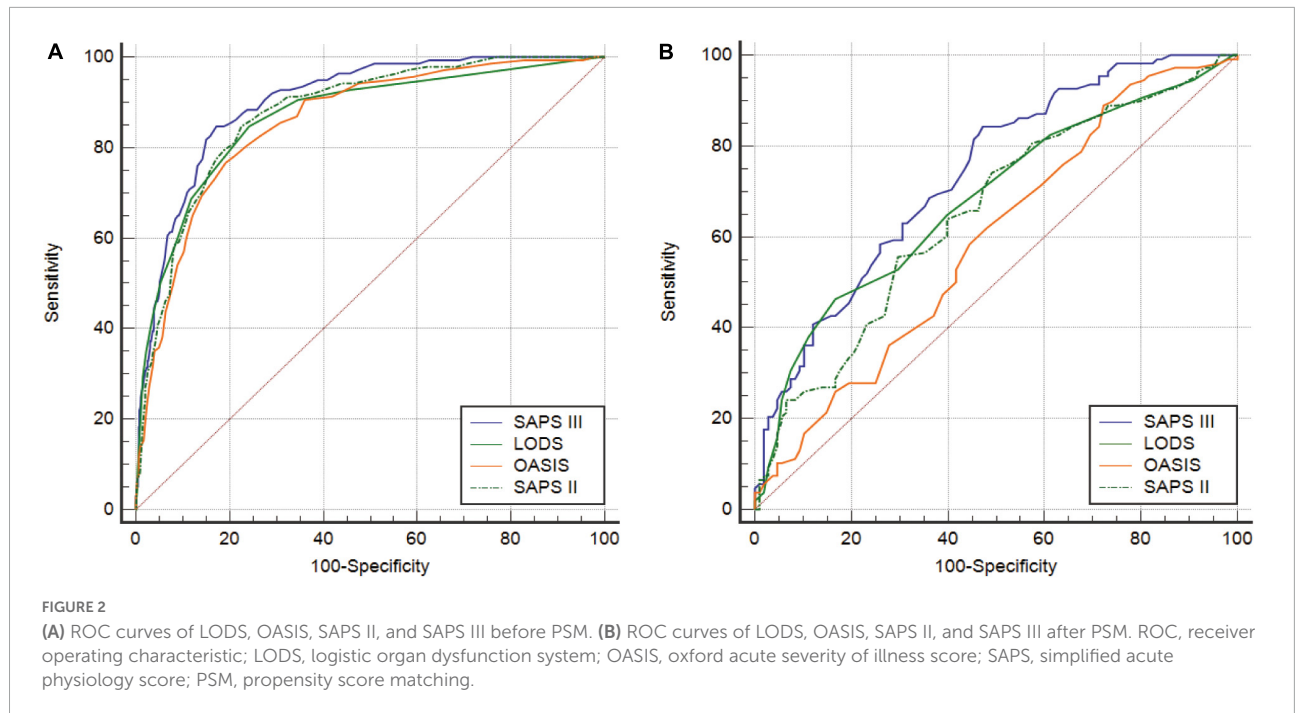 A
100
80
60
40
20
0
Sensitivity
0 20 40 60 80 100
100-Specificity
SAPS III
LODS
OASIS
SAPS II
B
100
80
60
40
20
0
Sensitivity
0 20 40 60 80 100
100-Specificity
SAPS III
LODS
OASIS
SAPS II
FIGURE 2
(A) ROC curves of LODS, OASIS, SAPS II, and SAPS III before PSM. (B) ROC curves of LODS, OASIS, SAPS II, and SAPS III after PSM. ROC, receiver
operating characteristic; LODS, logistic organ dysfunction system; OASIS, oxford acute severity of illness score; SAPS, simplified acute
physiology score; PSM, propensity score matching.